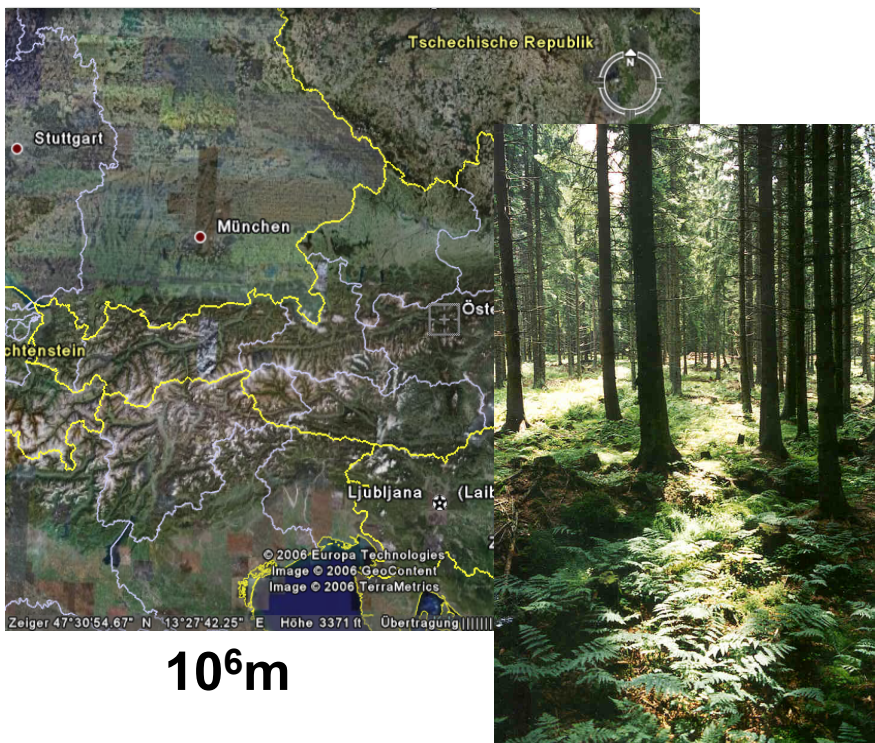 Tschechische Republik
N
Stuttgart
München
Öste
chtenstein
Ljubljana (Laib
© 2006 Europa Technologies
Image © 2006 GeoContent
Image © 2006 TerraMetrics
Zeiger 47°30'54.67" N 13°27'42.25" E Höhe 3371 ft Übertragung
10⁶m